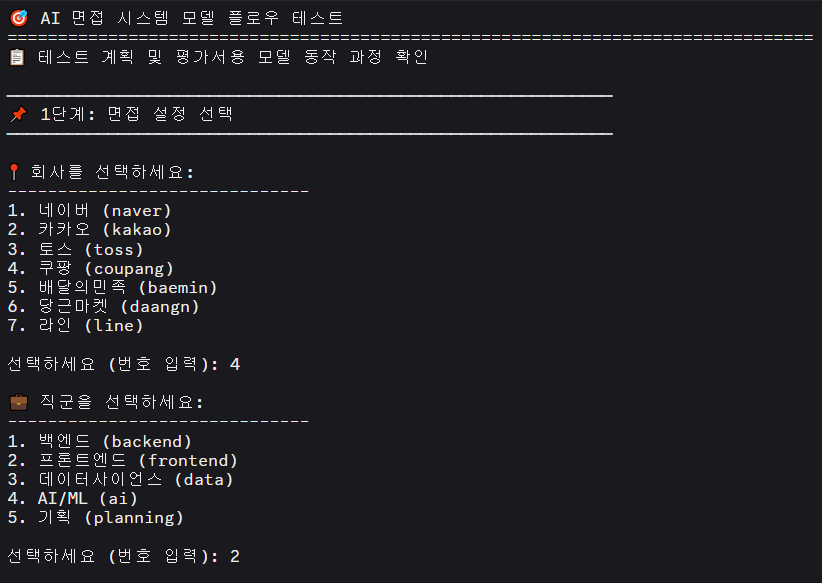 🎯 AI 면접 시스템 모델 플로우 테스트
================================================================================
📋 테스트 계획 및 평가서용 모델 동작 과정 확인
────────────────────────────────────────────────────────────
📌 1단계: 면접 설정 선택
────────────────────────────────────────────────────────────
📍 회사를 선택하세요:
------------------------------
1. 네이버 (naver)
2. 카카오 (kakao)
3. 토스 (toss)
4. 쿠팡 (coupang)
5. 배달의민족 (baemin)
6. 당근마켓 (daangn)
7. 라인 (line)
선택하세요 (번호 입력): 4
💼 직군을 선택하세요:
------------------------------
1. 백엔드 (backend)
2. 프론트엔드 (frontend)
3. 데이터사이언스 (data)
4. AI/ML (ai)
5. 기획 (planning)
선택하세요 (번호 입력): 2